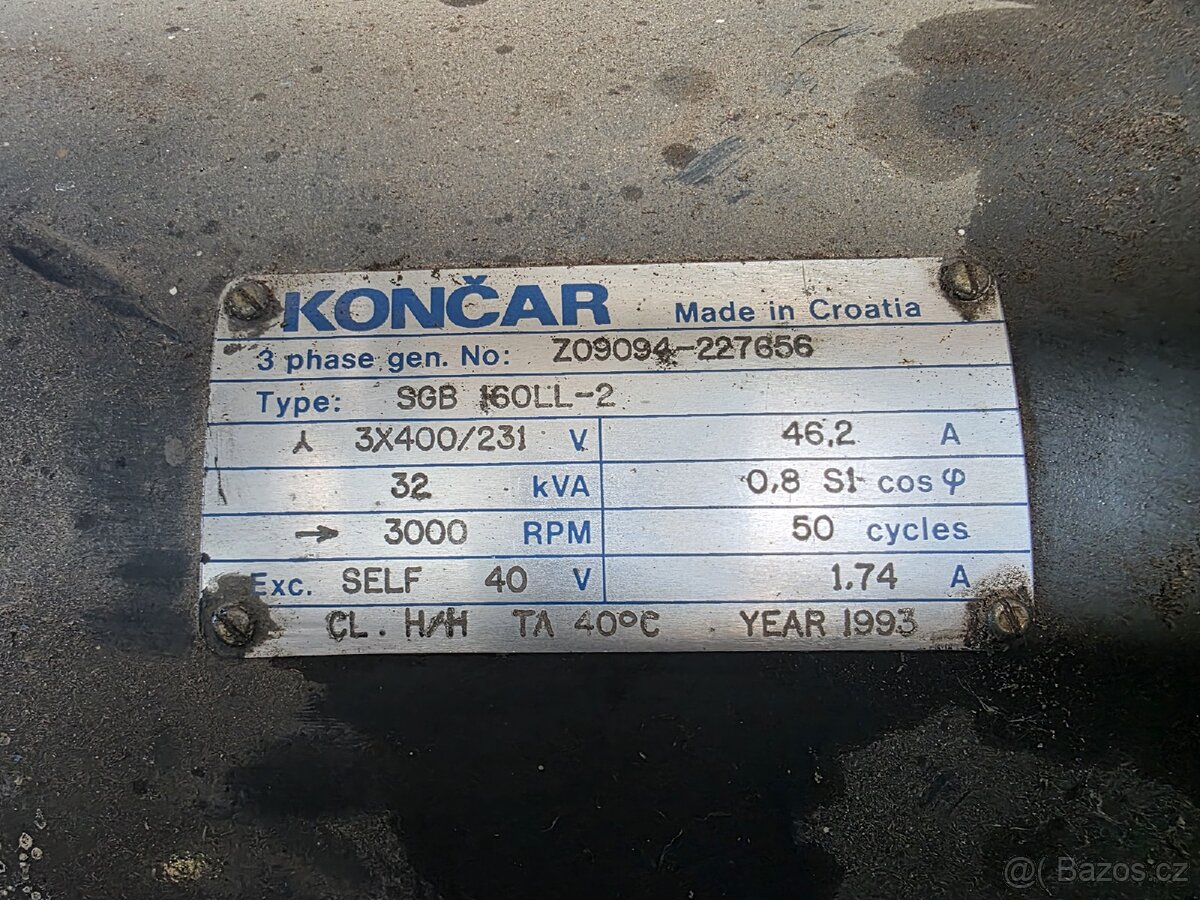 KONČAR Made in Croatia
3 phase gen. No: Z09094-227656
Type: SGB 160LL-2
3X400/231 V 46,2 A
32 kVA 0,8 S1 cos φ
→ 3000 RPM 50 cycles
Exc. SELF 40 V 1,74 A
CL. H/H TA 40°C YEAR 1993
@( Bazos.cz